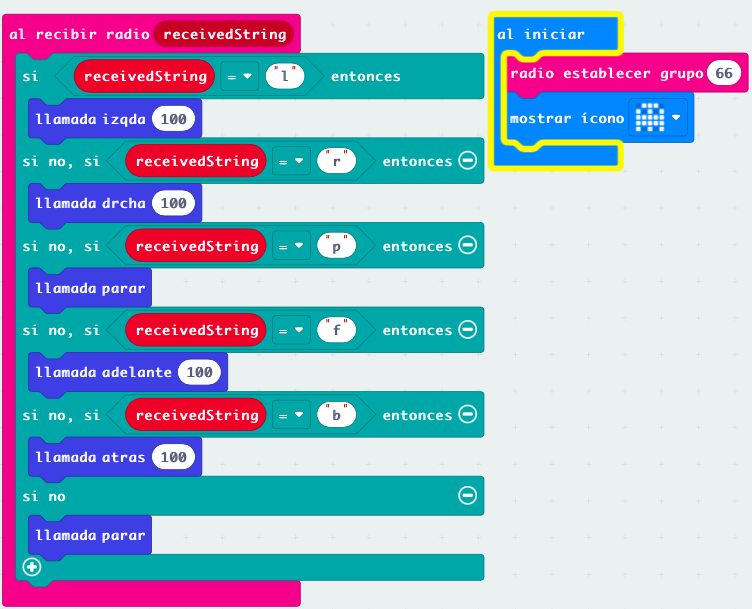 al recibir radio receivedString
si receivedString = "l" entonces
llamada izqda 100
si no, si receivedString = "r" entonces
llamada drcha 100
si no, si receivedString = "p" entonces
llamada parar
si no, si receivedString = "f" entonces
llamada adelante 100
si no, si receivedString = "b" entonces
llamada atras 100
si no
llamada parar
al iniciar
radio establecer grupo 66
mostrar ícono